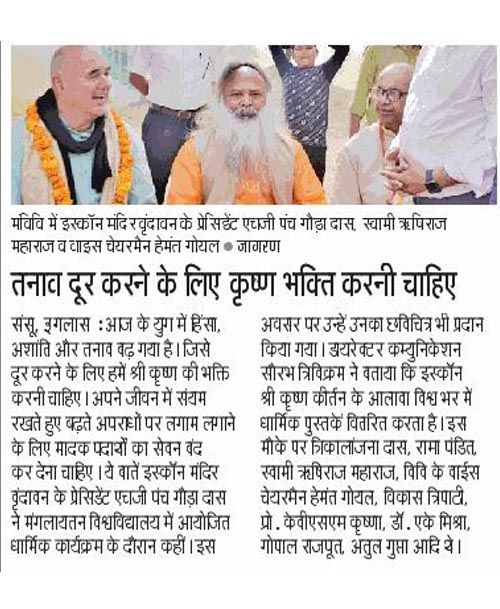 मंविवि में इस्कॉन मंदिर वृंदावन के प्रेसिडेंट एचजी पंच गौड़ा दास, स्वामी ऋषिराज
महाराज व वाइस चेयरमैन हेमंत गोयल ● जागरण
तनाव दूर करने के लिए कृष्ण भक्ति करनी चाहिए
संसू, इगलास : आज के युग में हिंसा,
अशांति और तनाव बढ़ गया है। जिसे
दूर करने के लिए हमें श्री कृष्ण की भक्ति
करनी चाहिए। अपने जीवन में संयम
रखते हुए बढ़ते अपराधों पर लगाम लगाने
के लिए मादक पदार्थों का सेवन बंद
कर देना चाहिए। ये बातें इस्कॉन मंदिर
वृंदावन के प्रेसिडेंट एचजी पंच गौड़ा दास
ने मंगलायतन विश्वविद्यालय में आयोजित
धार्मिक कार्यक्रम के दौरान कहीं। इस
अवसर पर उन्हें उनका छविचित्र भी प्रदान
किया गया। डायरेक्टर कम्युनिकेशन
सौरभ त्रिविक्रम ने बताया कि इस्कॉन
श्री कृष्ण कीर्तन के आलावा विश्व भर में
धार्मिक पुस्तकें वितरित करता है। इस
मौके पर त्रिकालांजना दास, रामा पंडित,
स्वामी ऋषिराज महाराज, विवि के वाईस
चेयरमैन हेमंत गोयल, विकास त्रिपाटी,
प्रो. केवीएसएम कृष्णा, डॉ. एके मिश्रा,
गोपाल राजपूत, अतुल गुप्ता आदि थे।